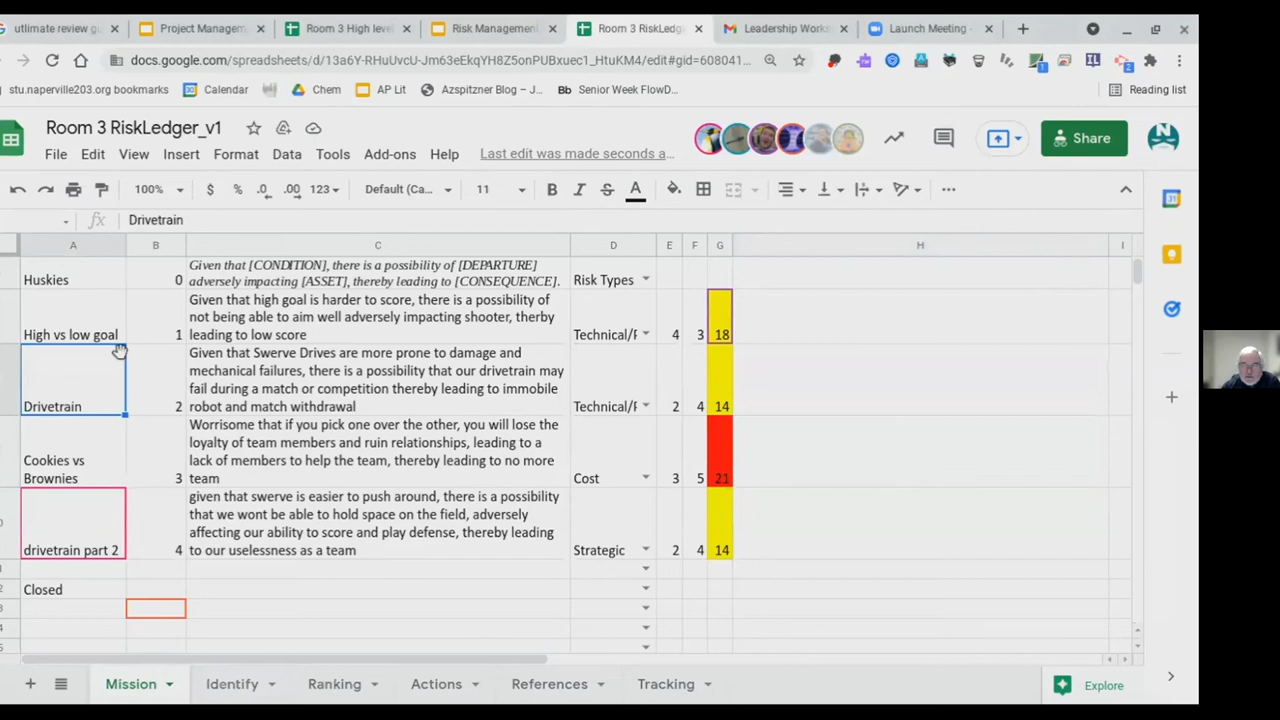 utlimate review gu
Project Managem
Room 3 High level
Risk Management
Room 3 RiskLedg
Leadership Works
Launch Meeting -
docs.google.com/spreadsheets/d/13a6Y-RHuUvcU-Jm63eEkqYH8Z5onPUBxuec1_HtuKM4/edit#gid=608041...
stu.naperville203.org bookmarks
Calendar
Chem
AP Lit
Azspitzner Blog – J...
Bb Senior Week FlowD...
Reading list
Room 3 RiskLedger_v1
Share
File Edit View Insert Format Data Tools Add-ons Help Last edit was made seconds a...
100% $ % .0 .00 123 Default (Ca... 11 B I S A
fx Drivetrain
A B C D E F G H I
Huskies 0 Given that [CONDITION], there is a possibility of [DEPARTURE]
adversely impacting [ASSET], thereby leading to [CONSEQUENCE]. Risk Types
Given that high goal is harder to score, there is a possibility of
not being able to aim well adversely impacting shooter, therby
High vs low goal 1 leading to low score Technical/F 4 3 18
Given that Swerve Drives are more prone to damage and
mechanical failures, there is a possibility that our drivetrain may
fail during a match or competition thereby leading to immobile
Drivetrain 2 robot and match withdrawal Technical/F 2 4 14
Worrisome that if you pick one over the other, you will lose the
loyalty of team members and ruin relationships, leading to a
Cookies vs lack of members to help the team, thereby leading to no more
Brownies 3 team Cost 3 5 21
given that swerve is easier to push around, there is a possibility
that we wont be able to hold space on the field, adversely
affecting our ability to score and play defense, thereby leading
drivetrain part 2 4 to our uselessness as a team Strategic 2 4 14
Closed
Mission Identify Ranking Actions References Tracking
Explore